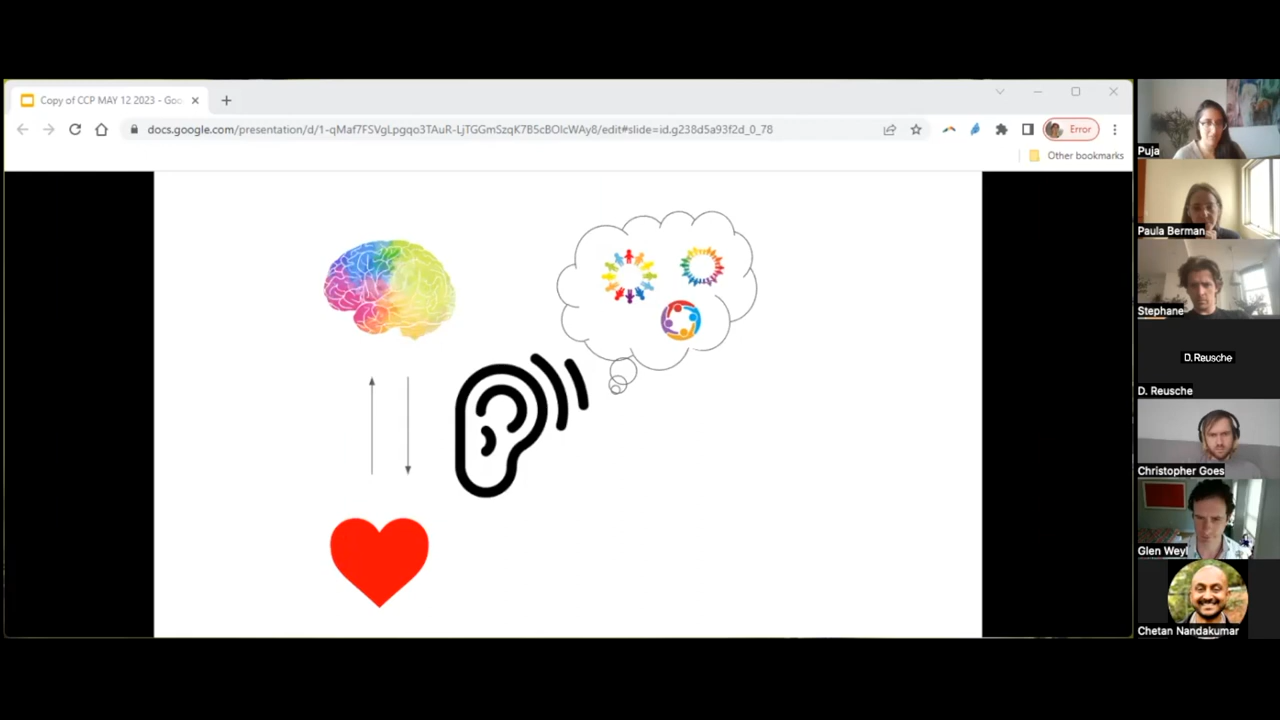 Copy of CCP MAY 12 2023 - Goo
docs.google.com/presentation/d/1-qMaf7FSVgLpgqo3TAuR-LjTGGmSzqK7B5cBOlcWAy8/edit#slide=id.g238d5a93f2d_0_78
Error
Other bookmarks
Puja
Paula Berman
Stephane
D. Reusche
D. Reusche
Christopher Goes
Glen Weyl
Chetan Nandakumar